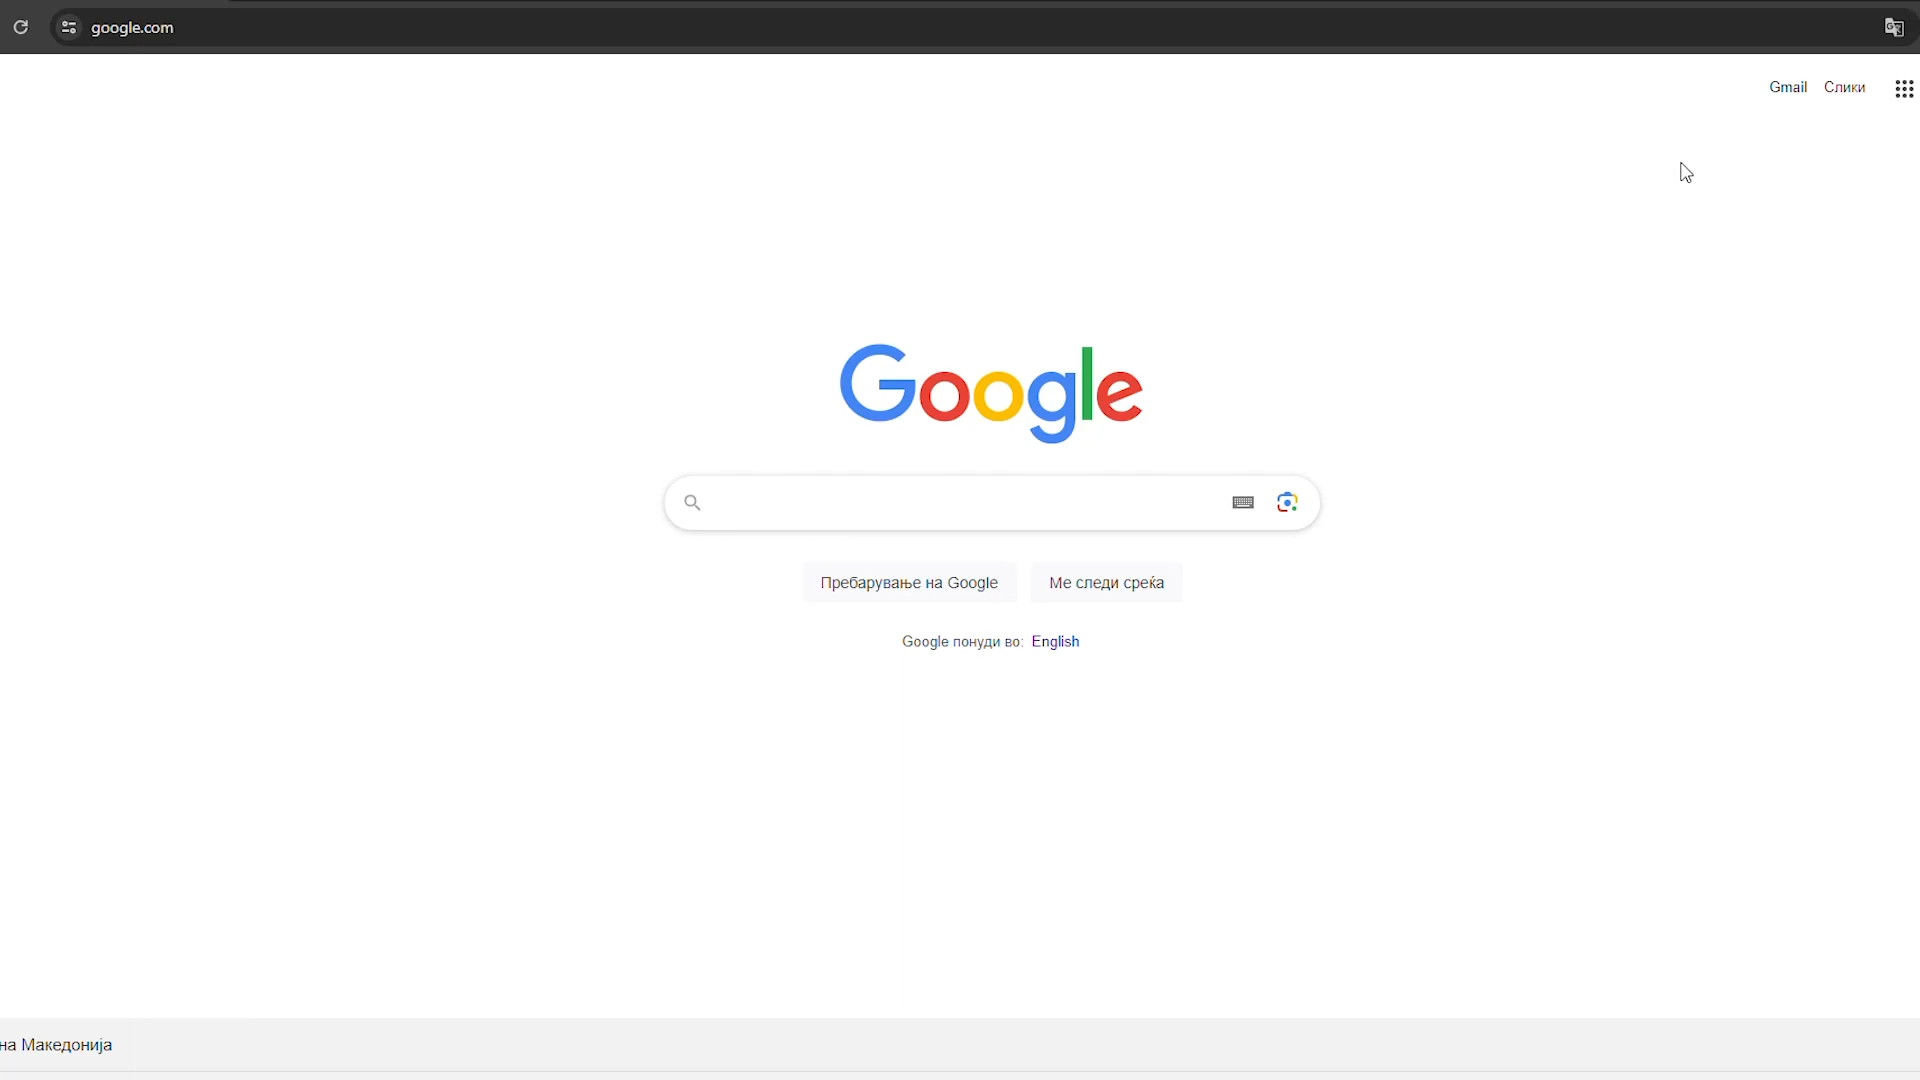 google.com
Gmail Слики
Google
Пребарување на Google Ме следи среќа
Google понуди во: English
на Македонија